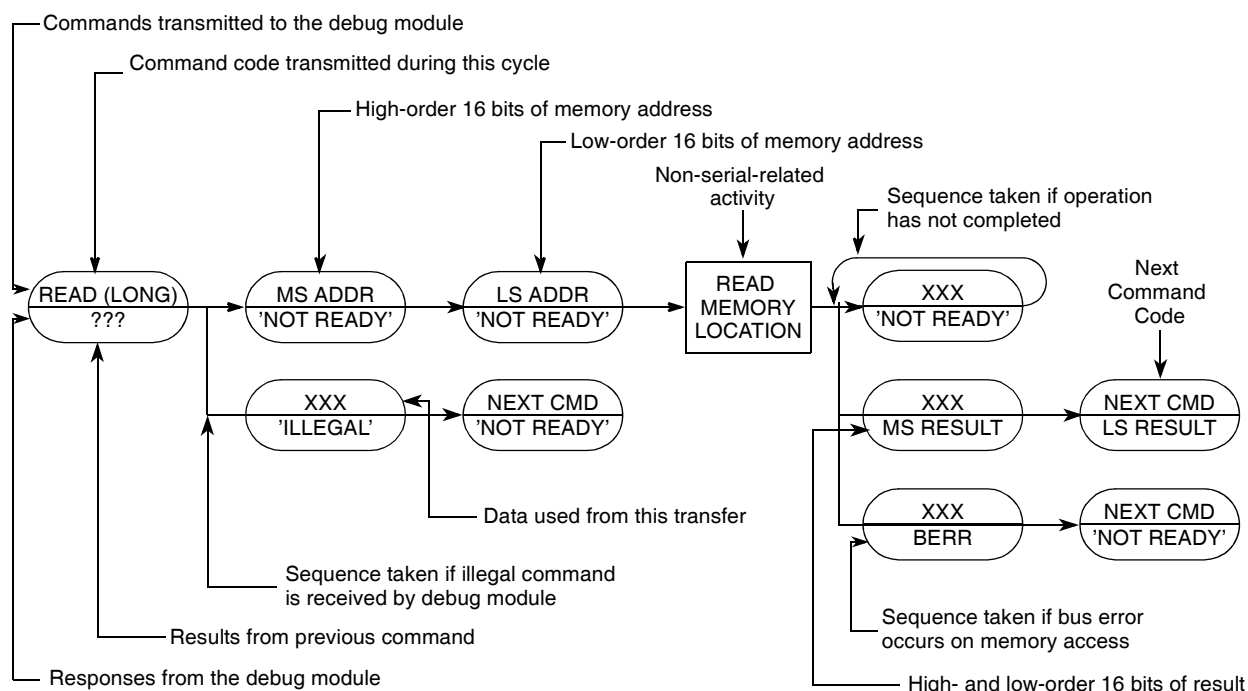 Commands transmitted to the debug module
Command code transmitted during this cycle
High-order 16 bits of memory address
Low-order 16 bits of memory address
Non-serial-related
activity
Sequence taken if operation
has not completed
Next
Command
Code
READ (LONG)
???
MS ADDR
'NOT READY'
LS ADDR
'NOT READY'
READ
MEMORY
LOCATION
XXX
'NOT READY'
XXX
'ILLEGAL'
NEXT CMD
'NOT READY'
XXX
MS RESULT
NEXT CMD
LS RESULT
XXX
BERR
NEXT CMD
'NOT READY'
Data used from this transfer
Sequence taken if illegal command
is received by debug module
Sequence taken if bus error
occurs on memory access
Results from previous command
Responses from the debug module
High- and low-order 16 bits of result